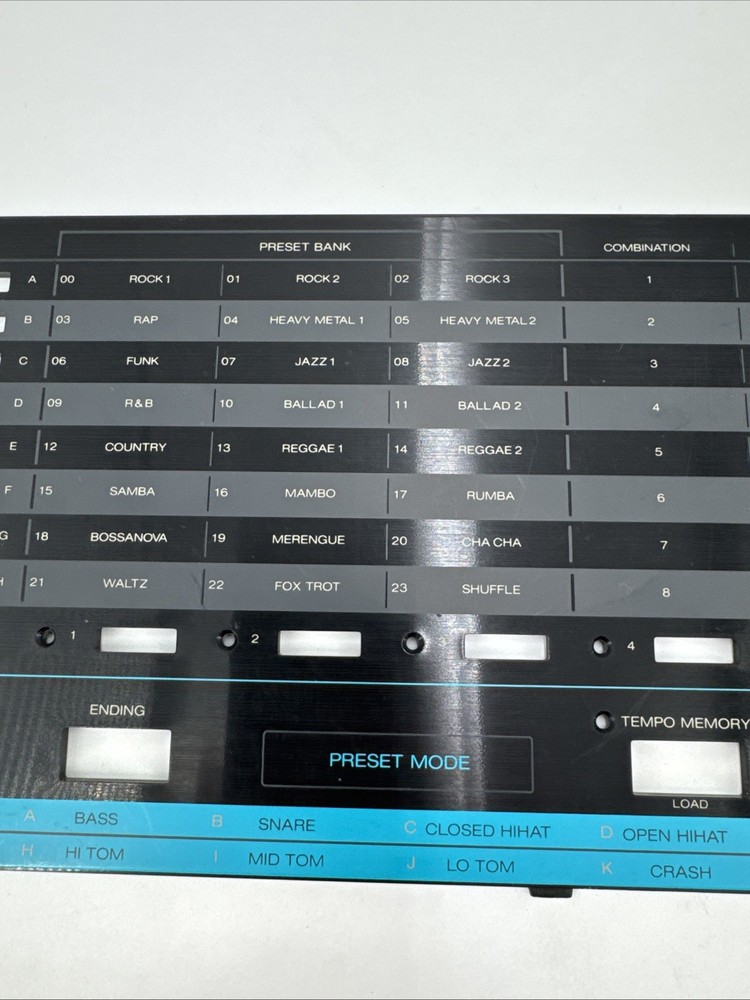 PRESET BANK COMBINATION
A 00 ROCK 1 01 ROCK 2 02 ROCK 3 1
B 03 RAP 04 HEAVY METAL 1 05 HEAVY METAL 2 2
C 06 FUNK 07 JAZZ 1 08 JAZZ 2 3
D 09 R&B 10 BALLAD 1 11 BALLAD 2 4
E 12 COUNTRY 13 REGGAE 1 14 REGGAE 2 5
F 15 SAMBA 16 MAMBO 17 RUMBA 6
G 18 BOSSANOVA 19 MERENGUE 20 CHA CHA 7
H 21 WALTZ 22 FOX TROT 23 SHUFFLE 8
1 2 4
ENDING TEMPO MEMORY
PRESET MODE
LOAD
A BASS B SNARE C CLOSED HIHAT D OPEN HIHAT
H HI TOM I MID TOM J LO TOM K CRASH